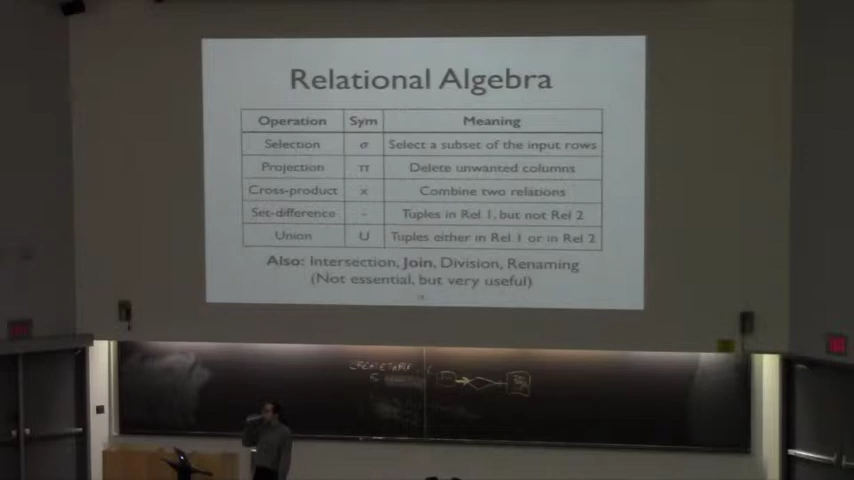 Relational Algebra
Operation Sym Meaning
Selection σ Select a subset of the input rows
Projection π Delete unwanted columns
Cross-product x Combine two relations
Set-difference - Tuples in Rel 1, but not Rel 2
Union U Tuples either in Rel 1 or in Rel 2
Also: Intersection, Join, Division, Renaming
(Not essential, but very useful)
CREATE TABLE